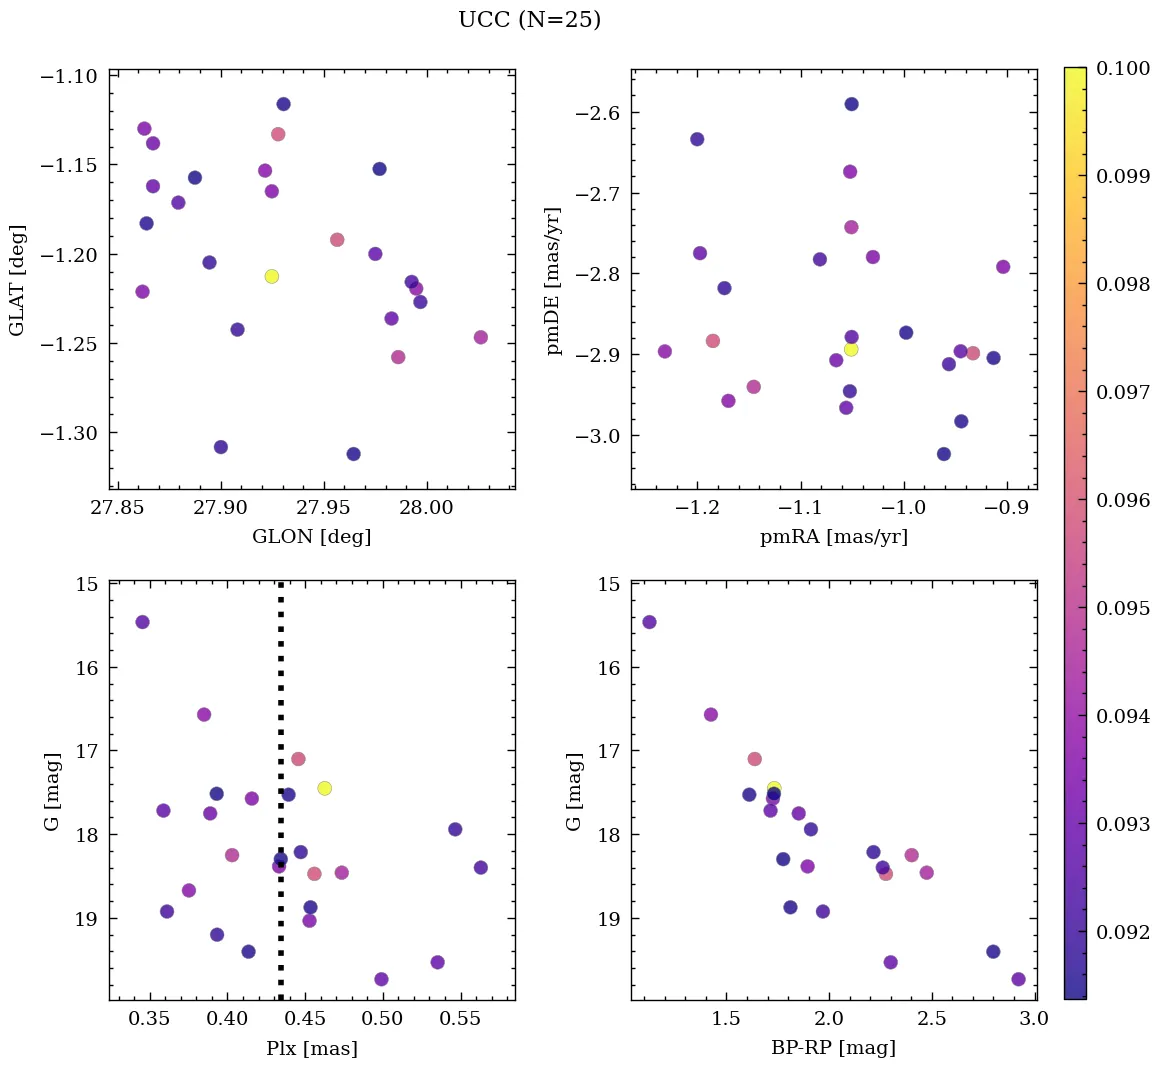 UCC (N=25)
−1.10
−1.15
−1.20
−1.25
−1.30
GLAT [deg]
27.85 27.90 27.95 28.00
GLON [deg]
−2.6
−2.7
−2.8
−2.9
−3.0
pmDE [mas/yr]
−1.2 −1.1 −1.0 −0.9
pmRA [mas/yr]
15
16
17
18
19
G [mag]
0.35 0.40 0.45 0.50 0.55
Plx [mas]
15
16
17
18
19
G [mag]
1.5 2.0 2.5 3.0
BP-RP [mag]
0.100
0.099
0.098
0.097
0.096
0.095
0.094
0.093
0.092